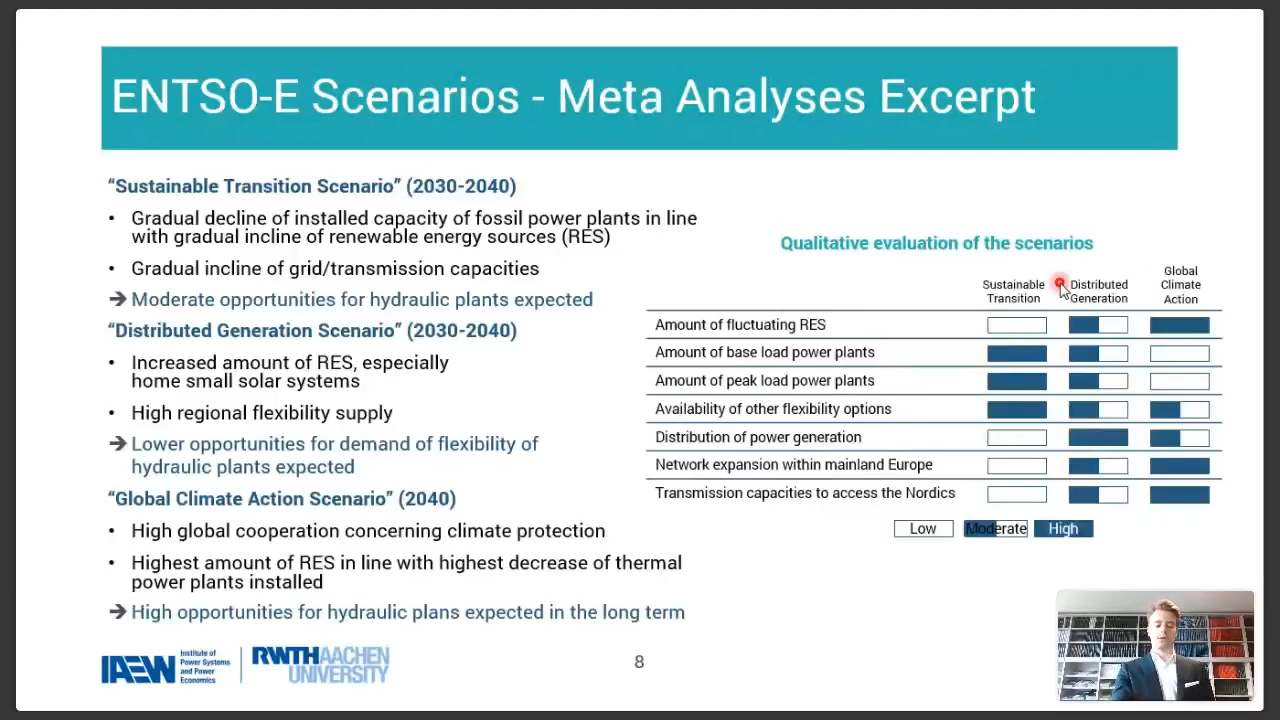 ENTSO-E Scenarios - Meta Analyses Excerpt
“Sustainable Transition Scenario” (2030-2040)
• Gradual decline of installed capacity of fossil power plants in line
with gradual incline of renewable energy sources (RES)
• Gradual incline of grid/transmission capacities
➔ Moderate opportunities for hydraulic plants expected
“Distributed Generation Scenario” (2030-2040)
• Increased amount of RES, especially
home small solar systems
• High regional flexibility supply
➔ Lower opportunities for demand of flexibility of
hydraulic plants expected
“Global Climate Action Scenario” (2040)
• High global cooperation concerning climate protection
• Highest amount of RES in line with highest decrease of thermal
power plants installed
➔ High opportunities for hydraulic plans expected in the long term
Qualitative evaluation of the scenarios
Sustainable
Transition
Distributed
Generation
Global
Climate
Action
Amount of fluctuating RES
Amount of base load power plants
Amount of peak load power plants
Availability of other flexibility options
Distribution of power generation
Network expansion within mainland Europe
Transmission capacities to access the Nordics
Low Moderate High
IAEW
Institute of
Power Systems
and Power
Economics
RWTHAACHEN
UNIVERSITY
8